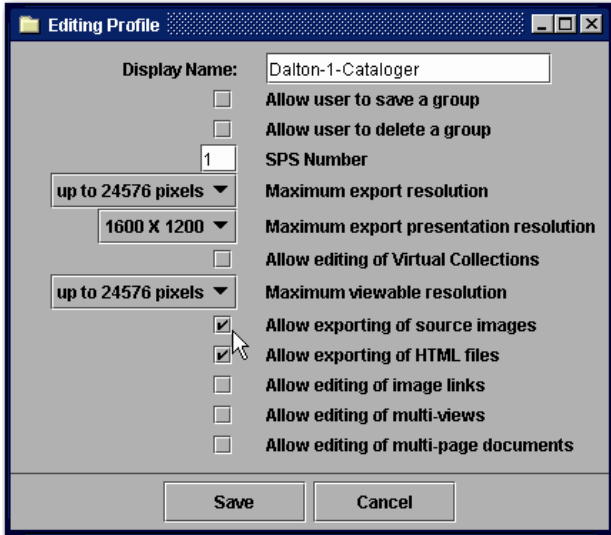 Editing Profile
Display Name: Dalton-1-Cataloger
Allow user to save a group
Allow user to delete a group
1 SPS Number
up to 24576 pixels Maximum export resolution
1600 X 1200 Maximum export presentation resolution
Allow editing of Virtual Collections
up to 24576 pixels Maximum viewable resolution
Allow exporting of source images
Allow exporting of HTML files
Allow editing of image links
Allow editing of multi-views
Allow editing of multi-page documents
Save Cancel